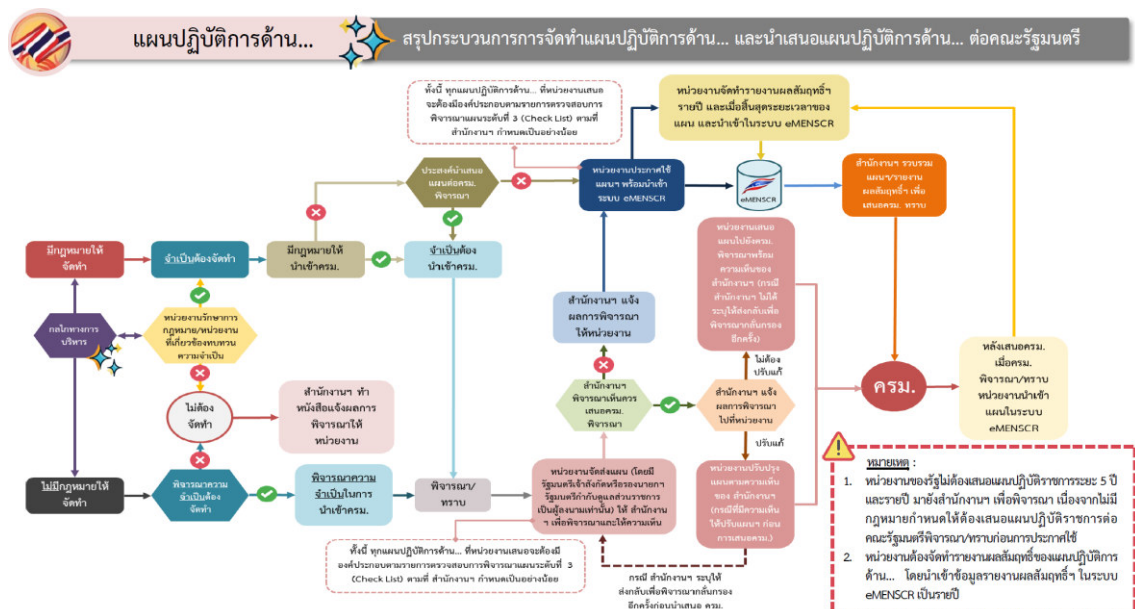 แผนปฏิบัติการด้าน...
สรุปกระบวนการการจัดทำแผนปฏิบัติการด้าน... และนำเสนอแผนปฏิบัติการด้าน... ต่อคณะรัฐมนตรี
ทั้งนี้ ทุกแผนปฏิบัติการด้าน... ที่หน่วยงานเสนอ
จะต้องมีองค์ประกอบตามรายการตรวจสอบการ
พิจารณาแผนระดับที่ 3 (Check List) ตามที่
สำนักงานฯ กำหนดเป็นอย่างน้อย
หน่วยงานจัดทำรายงานผลสัมฤทธิ์ฯ
รายปี และเมื่อสิ้นสุดระยะเวลาของ
แผน และนำเข้าในระบบ eMENSCR
ประสงค์นำเสนอ
แผนต่อครม.
พิจารณา
หน่วยงานประกาศใช้
แผนฯ พร้อมนำเข้า
ระบบ eMENSCR
eMENSCR
สำนักงานฯ รวบรวม
แผนฯ/รายงาน
ผลสัมฤทธิ์ฯ เพื่อ
เสนอครม. ทราบ
มีกฎหมายให้
จัดทำ
จำเป็นต้องจัดทำ
มีกฎหมายให้
นำเข้าครม.
จำเป็นต้อง
นำเข้าครม.
หน่วยงานเสนอ
แผนไปยังครม.
พิจารณาพร้อม
ความเห็นของ
สำนักงานฯ (กรณี
สำนักงานฯ ไม่ได้
ระบุให้ส่งกลับเพื่อ
พิจารณากลั่นกรอง
อีกครั้ง)
กลไกทางการ
บริหาร
หน่วยงานรักษาการ
กฎหมาย/หน่วยงาน
ที่เกี่ยวข้องทบทวน
ความจำเป็น
สำนักงานฯ แจ้ง
ผลการพิจารณา
ให้หน่วยงาน
ไม่ต้อง
ปรับแก้
ไม่ต้อง
จัดทำ
สำนักงานฯ ทำ
หนังสือแจ้งผลการ
พิจารณาให้
หน่วยงาน
สำนักงานฯ
พิจารณาเห็นควร
เสนอครม.
พิจารณา
สำนักงานฯ แจ้ง
ผลการพิจารณา
ไปที่หน่วยงาน
ครม.
หลังเสนอครม.
เมื่อครม.
พิจารณา/ทราบ
หน่วยงานนำเข้า
แผนในระบบ
eMENSCR
ปรับแก้
ไม่มีกฎหมายให้
จัดทำ
พิจารณาความ
จำเป็นต้อง
จัดทำ
พิจารณาความ
จำเป็นในการ
นำเข้าครม.
พิจารณา/
ทราบ
หน่วยงานจัดส่งแผน (โดยมี
รัฐมนตรีเจ้าสังกัดหรือรองนายกฯ
รัฐมนตรีกำกับดูแลส่วนราชการ
เป็นผู้ลงนามเท่านั้น) ให้ สำนักงาน
ฯ เพื่อพิจารณาและให้ความเห็น
หน่วยงานปรับปรุง
แผนตามความเห็น
ของ สำนักงานฯ
(กรณีที่มีความเห็น
ให้ปรับแผนฯ ก่อน
การเสนอครม.)
ทั้งนี้ ทุกแผนปฏิบัติการด้าน... ที่หน่วยงานเสนอจะต้องมี
องค์ประกอบตามรายการตรวจสอบการพิจารณาแผนระดับที่ 3
(Check List) ตามที่ สำนักงานฯ กำหนดเป็นอย่างน้อย
กรณี สำนักงานฯ ระบุให้
ส่งกลับเพื่อพิจารณากลั่นกรอง
อีกครั้งก่อนนำเสนอ ครม.
หมายเหตุ :
1. หน่วยงานของรัฐไม่ต้องเสนอแผนปฏิบัติราชการระยะ 5 ปี
และรายปี มายังสำนักงานฯ เพื่อพิจารณา เนื่องจากไม่มี
กฎหมายกำหนดให้ต้องเสนอแผนปฏิบัติราชการต่อ
คณะรัฐมนตรีพิจารณา/ทราบก่อนการประกาศใช้
2. หน่วยงานต้องจัดทำรายงานผลสัมฤทธิ์ของแผนปฏิบัติการ
ด้าน... โดยนำเข้าข้อมูลรายงานผลสัมฤทธิ์ฯ ในระบบ
eMENSCR เป็นรายปี